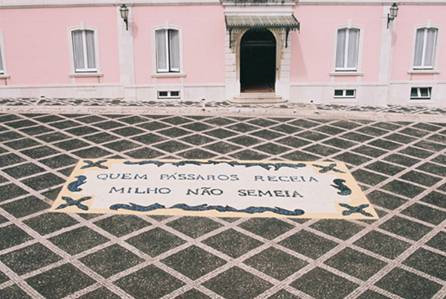 QUEM PÁSSAROS RECEIA
MILHO NÃO SEMEIA